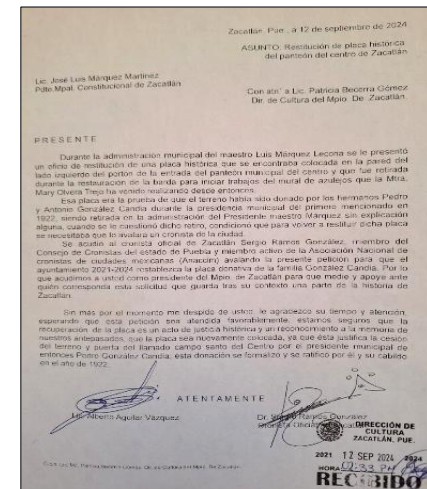 Zacatlán, Pue., a 12 de septiembre de 2024
ASUNTO: Restitución de placa histórica
del panteón del centro de Zacatlán
Lic. José Luis Márquez Martínez
Pdte.Mpal. Constitucional de Zacatlán
Con atn´ a Lic. Patricia Becerra Gómez
Dir. de Cultura del Mpio. De. Zacatlán.
PRESENTE
Durante la administración municipal del maestro Luis Márquez Lecona se le presentó
un oficio de restitución de una placa histórica que se encontraba colocada en la pared del
lado izquierdo del porton de la entrada del panteón municipal del centro y que fue retirada
durante la restauración de la barda para iniciar trabajos del mural de azulejos que la Mtra.
Mary Olvera Trejo ha venido realizando desde entonces.
Esa placa era la prueba de que el terreno había sido donado por los hermanos Pedro
y Antonio González Candia durante la presidencia municipal del primero mencionado en
1922, siendo retirada en la administración del Presidente maestro Márquez sin explicación
alguna, cuando se le cuestionó dicho retiro, condicionó que para volver a restituir dicha placa
se necesitaba que lo avalara un cronista de la ciudad.
Se acudió al cronista oficial de Zacatlán Sergio Ramos González, miembro del
Consejo de Cronistas del estado de Puebla y miembro activo de la Asociación Nacional de
cronistas de ciudades mexicanas (Anaccim) avalando la presente petición para que el
ayuntamiento 2021-2024 restablezca la placa donativa de la familia González Candia. Por lo
que acudimos a usted como presidente del Mpio. de Zacatlán para que medie y apoye ante
quién corresponda esta solicitud que guarda tras su contexto una parte de la historia de
Zacatlán.
Sin mas por el momento me despido de usted, le agradezco su tiempo y atención,
esperando que esta petición sea atendida favorablemente, estamos seguros que la
recuperación de la placa es un acto de justicia histórica y un reconocimiento a la memoria de
nuestros antepasados, que la placa sea nuevamente colocada, ya que ésta justifica la cesión
del terreno y puerta del llamado campo santo del Centro por el presidente municipal de
entonces Pedro González Candia, esta donación se formalizó y se ratificó por él y su cabildo
en el año de 1922.
ATENTAMENTE
Lic. Alberto Aguilar Vázquez
Dr. Sergio Ramos González
Cronista Oficial de Zacatlán
DIRECCIÓN DE
CULTURA
ZACATLÁN, PUE.
2021 12 SEP 2024 2024
HORA 02:33 PM
RECIBIDO